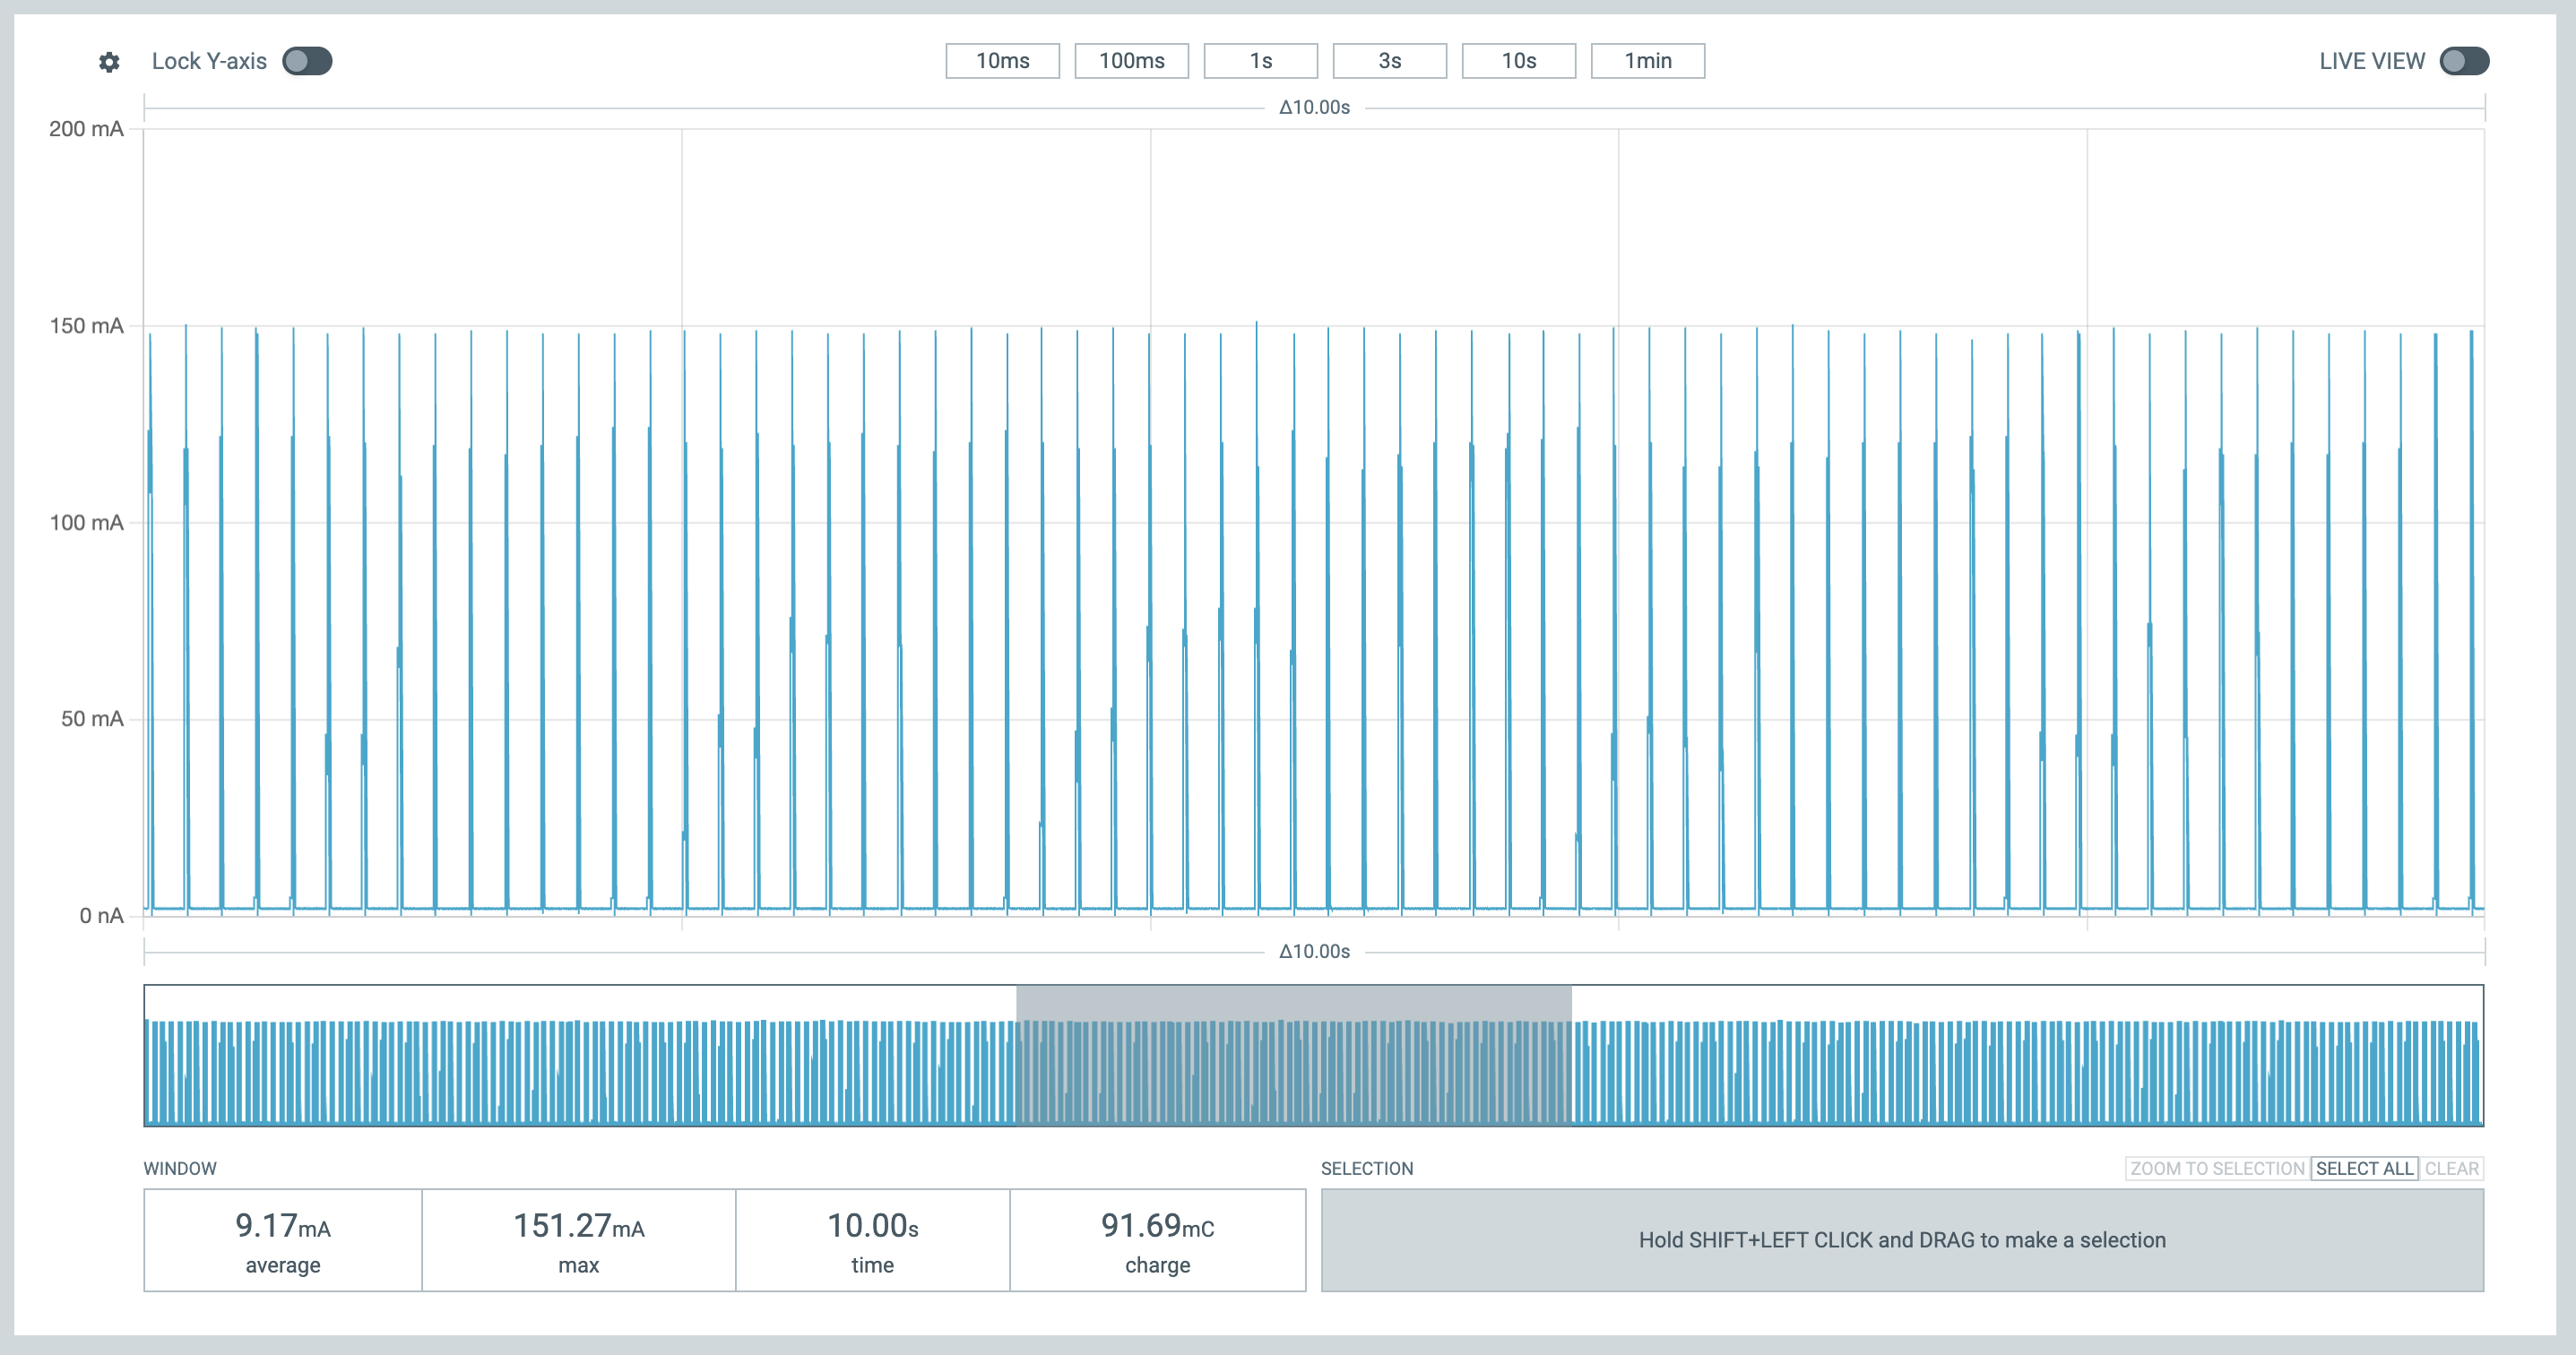 Lock Y-axis
10ms 100ms 1s 3s 10s 1min
LIVE VIEW
Δ10.00s
200 mA
150 mA
100 mA
50 mA
0 nA
Δ10.00s
WINDOW
9.17mA
average
151.27mA
max
10.00s
time
91.69mC
charge
SELECTION
ZOOM TO SELECTION SELECT ALL CLEAR
Hold SHIFT+LEFT CLICK and DRAG to make a selection